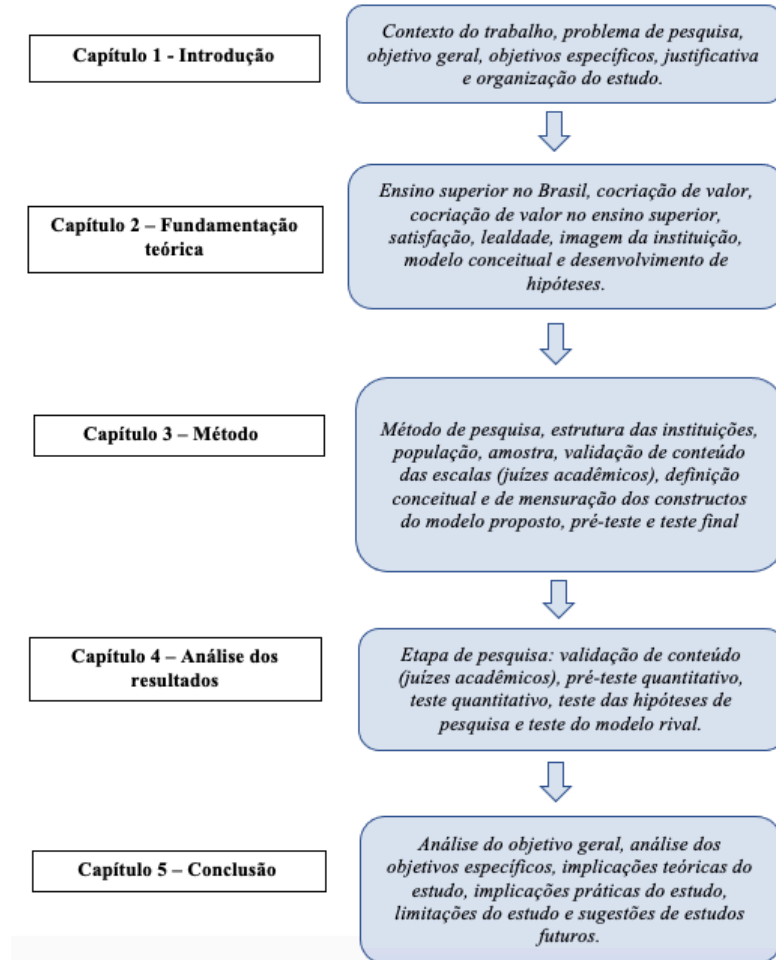 Capítulo 1 - Introdução
Contexto do trabalho, problema de pesquisa,
objetivo geral, objetivos específicos, justificativa
e organização do estudo.
Capítulo 2 – Fundamentação
teórica
Ensino superior no Brasil, cocriação de valor,
cocriação de valor no ensino superior,
satisfação, lealdade, imagem da instituição,
modelo conceitual e desenvolvimento de
hipóteses.
Capítulo 3 – Método
Método de pesquisa, estrutura das instituições,
população, amostra, validação de conteúdo
das escalas (juízes acadêmicos), definição
conceitual e de mensuração dos constructos
do modelo proposto, pré-teste e teste final
Capítulo 4 – Análise dos
resultados
Etapa de pesquisa: validação de conteúdo
(juízes acadêmicos), pré-teste quantitativo,
teste quantitativo, teste das hipóteses de
pesquisa e teste do modelo rival.
Capítulo 5 – Conclusão
Análise do objetivo geral, análise dos
objetivos específicos, implicações teóricas do
estudo, implicações práticas do estudo,
limitações do estudo e sugestões de estudos
futuros.